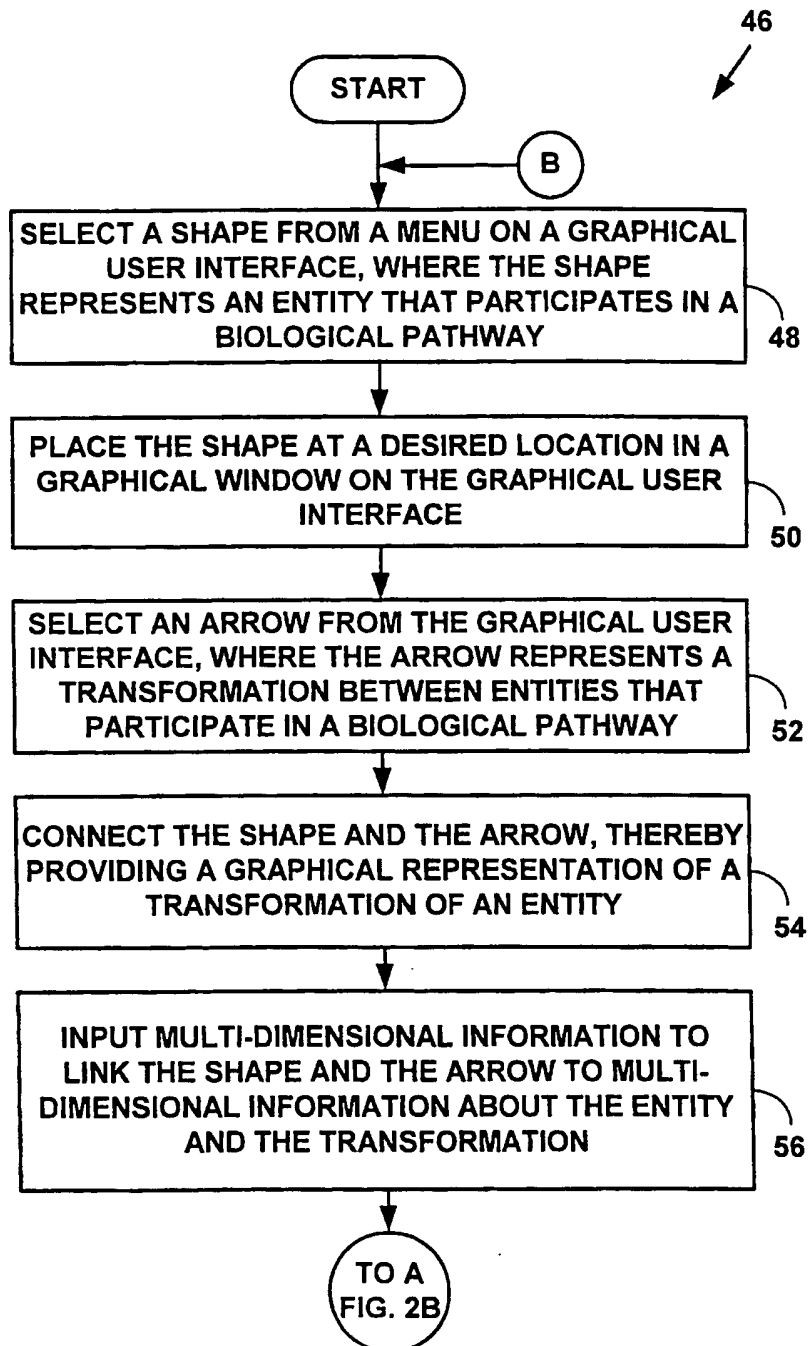 46
START
B
SELECT A SHAPE FROM A MENU ON A GRAPHICAL
USER INTERFACE, WHERE THE SHAPE
REPRESENTS AN ENTITY THAT PARTICIPATES IN A
BIOLOGICAL PATHWAY
48
PLACE THE SHAPE AT A DESIRED LOCATION IN A
GRAPHICAL WINDOW ON THE GRAPHICAL USER
INTERFACE
50
SELECT AN ARROW FROM THE GRAPHICAL USER
INTERFACE, WHERE THE ARROW REPRESENTS A
TRANSFORMATION BETWEEN ENTITIES THAT
PARTICIPATE IN A BIOLOGICAL PATHWAY
52
CONNECT THE SHAPE AND THE ARROW, THEREBY
PROVIDING A GRAPHICAL REPRESENTATION OF A
TRANSFORMATION OF AN ENTITY
54
INPUT MULTI-DIMENSIONAL INFORMATION TO
LINK THE SHAPE AND THE ARROW TO MULTI-
DIMENSIONAL INFORMATION ABOUT THE ENTITY
AND THE TRANSFORMATION
56
TO A
FIG. 2B